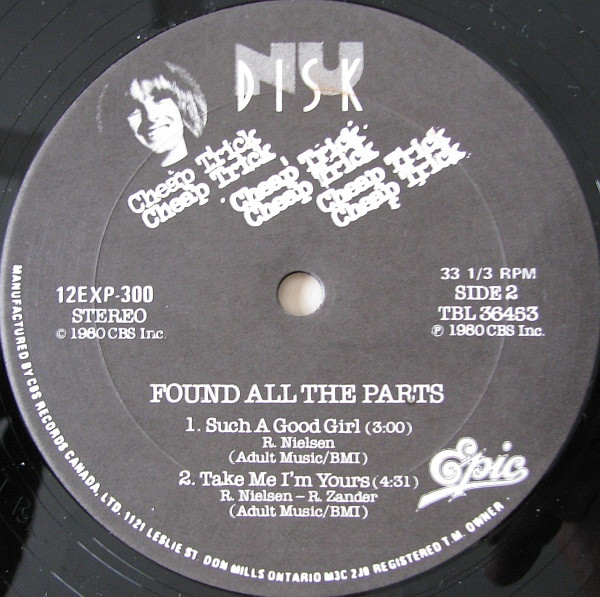 NU
DISK
Cheap Trick Cheap Trick Cheap Trick
Cheap Trick Cheap Trick Cheap Trick
12EXP-300
STEREO
© 1980 CBS Inc.
33 1/3 RPM
SIDE 2
TBL 36453
℗ 1980 CBS Inc.
FOUND ALL THE PARTS
1. Such A Good Girl (3:00)
R. Nielsen
(Adult Music/BMI)
2. Take Me I'm Yours (4:31)
R. Nielsen – R. Zander
(Adult Music/BMI)
Epic
MANUFACTURED BY CBS RECORDS CANADA, LTD. 1121 LESLIE ST. DON MILLS ONTARIO M3C 2J9 REGISTERED T.M. OWNER